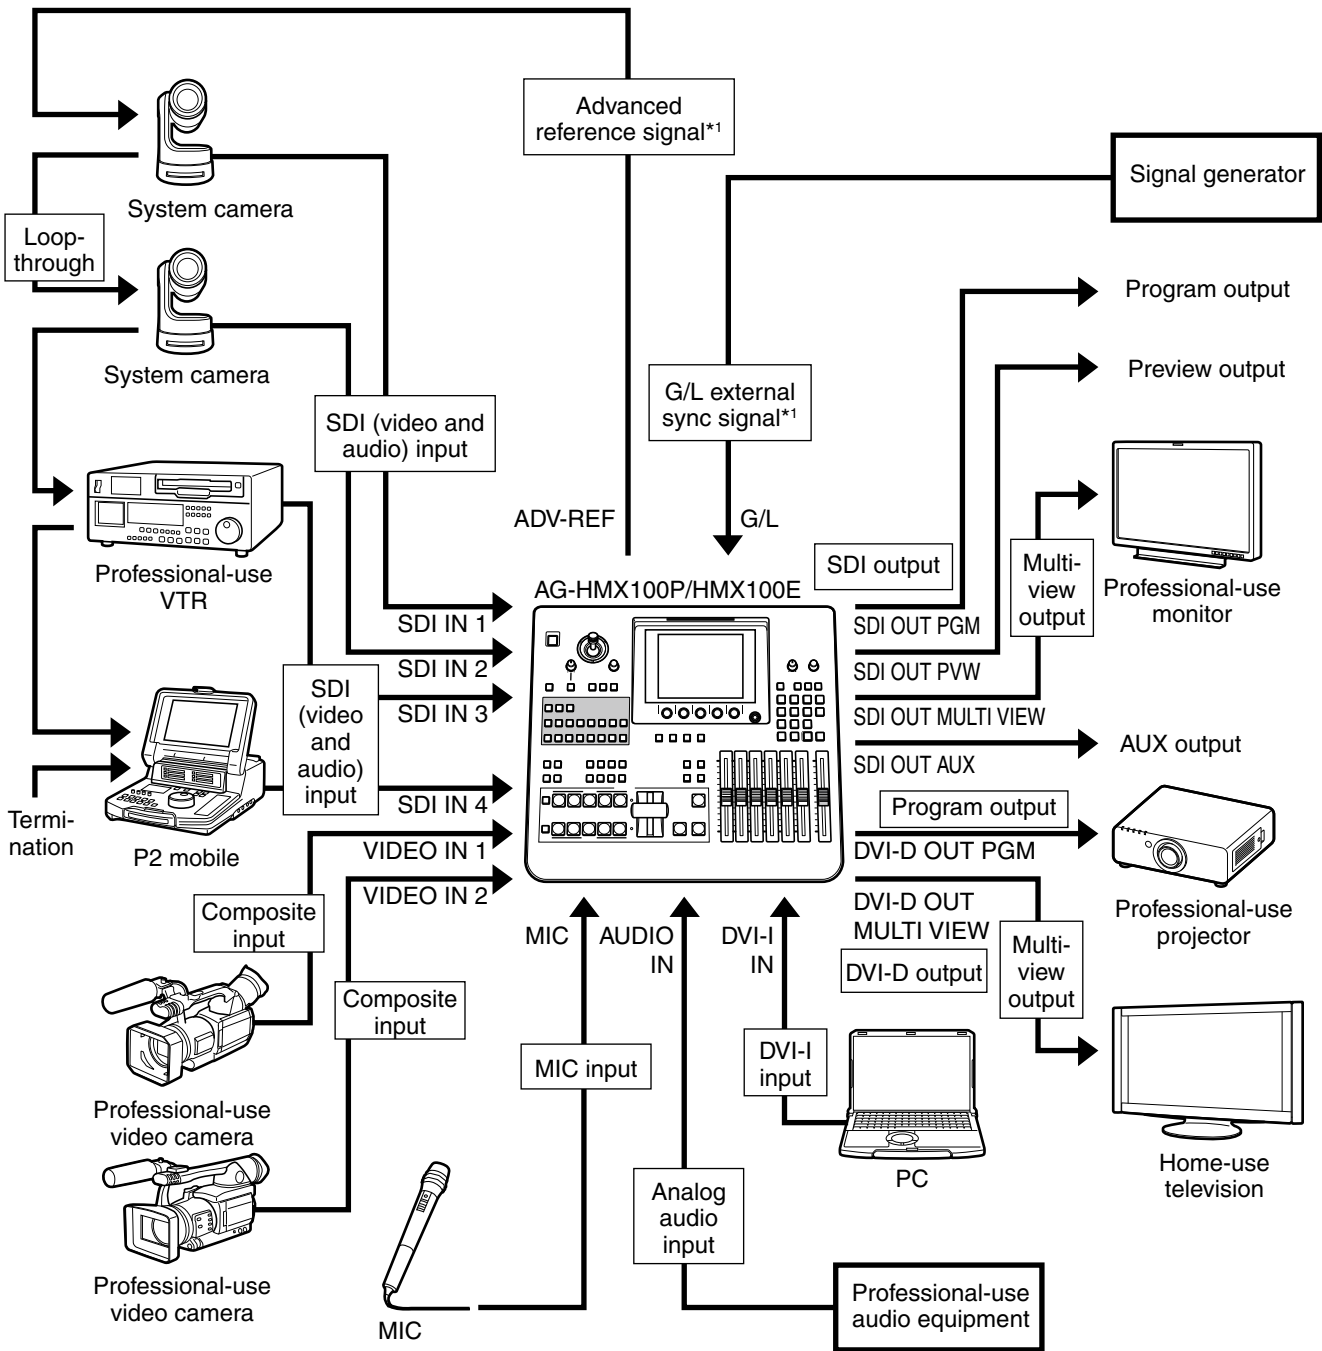 Advanced
reference signal*1
Signal generator
System camera
Loop-
through
Program output
System camera
Preview output
G/L external
sync signal*1
SDI (video and
audio) input
ADV-REF
G/L
SDI output
Multi-
view
output
Professional-use
monitor
Professional-use
VTR
AG-HMX100P/HMX100E
SDI IN 1
SDI OUT PGM
SDI IN 2
SDI OUT PVW
SDI
(video
and
audio)
input
SDI IN 3
SDI OUT MULTI VIEW
AUX output
SDI OUT AUX
SDI IN 4
Program output
Termi-
nation
P2 mobile
VIDEO IN 1
DVI-D OUT PGM
VIDEO IN 2
DVI-D OUT
MULTI VIEW
Professional-use
projector
Composite
input
MIC
AUDIO
IN
DVI-I
IN
DVI-D output
Multi-
view
output
Composite
input
MIC input
DVI-I
input
Professional-use
video camera
PC
Home-use
television
Analog
audio
input
Professional-use
video camera
MIC
Professional-use
audio equipment